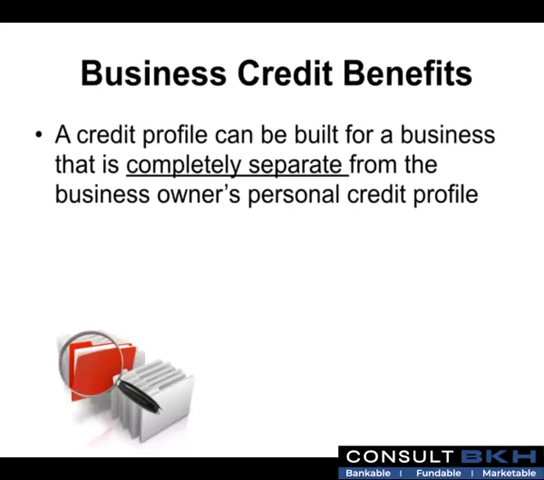 Business Credit Benefits
• A credit profile can be built for a business
that is completely separate from the
business owner's personal credit profile
CONSULT BKH
Bankable | Fundable | Marketable